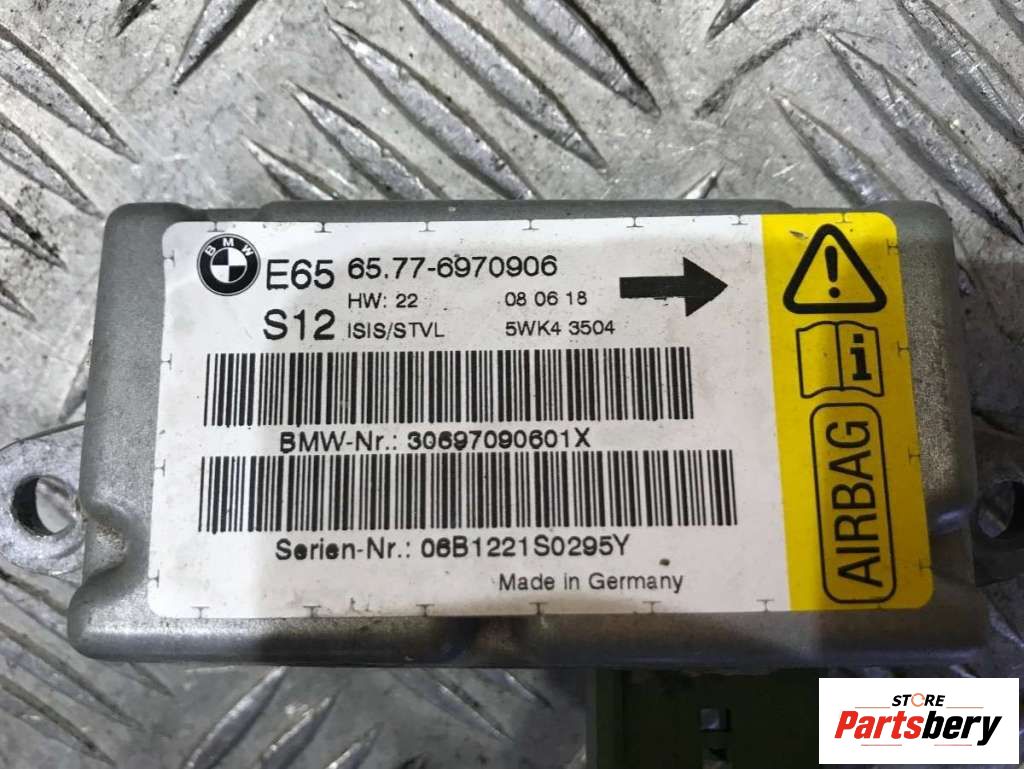 BMW
E65 65.77-6970906
HW: 22 08 06 18
S12 ISIS/STVL 5WK4 3504
BMW-Nr.: 30697090601X
Serien-Nr.: 06B1221S0295Y
Made in Germany
!
i
AIRBAG
STORE
Partsbery